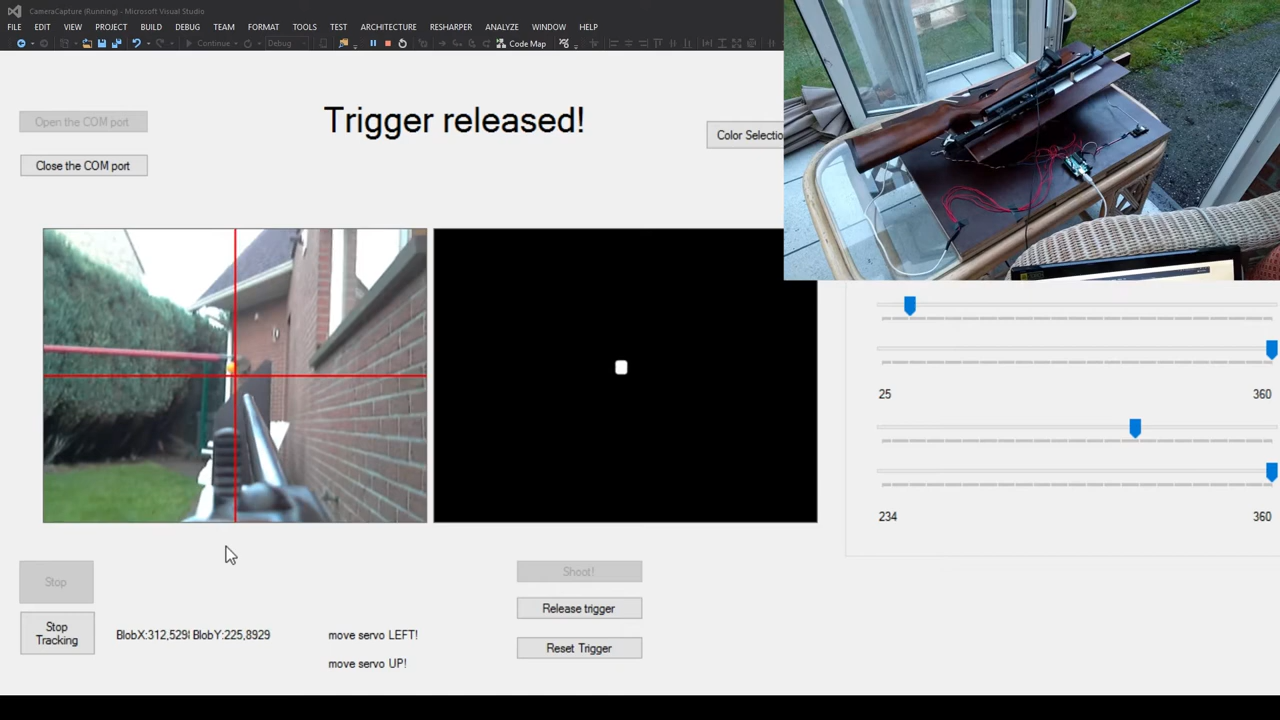 CameraCapture (Running) - Microsoft Visual Studio
FILE EDIT VIEW PROJECT BUILD DEBUG TEAM FORMAT TOOLS TEST ARCHITECTURE RESHARPER ANALYZE WINDOW HELP
Continue Debug Code Map
Open the COM port
Trigger released!
Color Selectio
Close the COM port
25 360
234 360
Stop
Shoot!
Stop
Tracking
Release trigger
BlobX:312,529 BlobY:225,8929
move servo LEFT!
Reset Trigger
move servo UP!